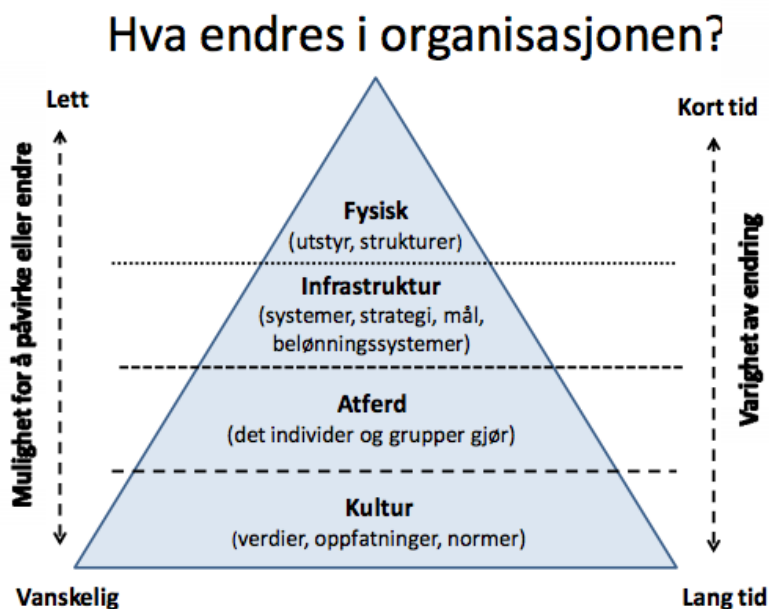 Hva endres i organisasjonen?
Lett
Kort tid
Mulighet for å påvirke eller endre
Varighet av endring
Fysisk
(utstyr, strukturer)
Infrastruktur
(systemer, strategi, mål,
belønningssystemer)
Atferd
(det individer og grupper gjør)
Kultur
(verdier, oppfatninger, normer)
Vanskelig
Lang tid